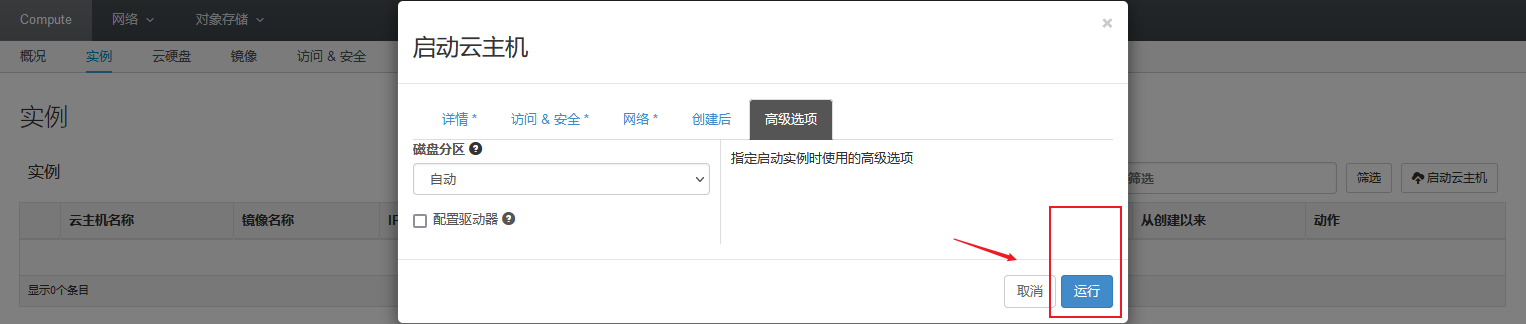 Compute 网络 对象存储
×
启动云主机
概况 实例 云硬盘 镜像 访问 & 安全
实例
详情 * 访问 & 安全 * 网络 * 创建后 高级选项
磁盘分区
指定启动实例时使用的高级选项
自动
实例
筛选 筛选 启动云主机
配置驱动器
云主机名称 镜像名称 从创建以来 动作
显示0个条目
取消 运行